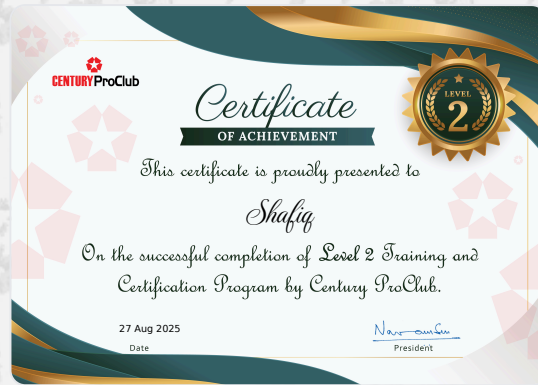 CENTURY ProClub
Certificate
OF ACHIEVEMENT
LEVEL
2
This certificate is proudly presented to
Shafiq
On the successful completion of Level 2 Training and
Certification Program by Century ProClub.
27 Aug 2025
Date
President